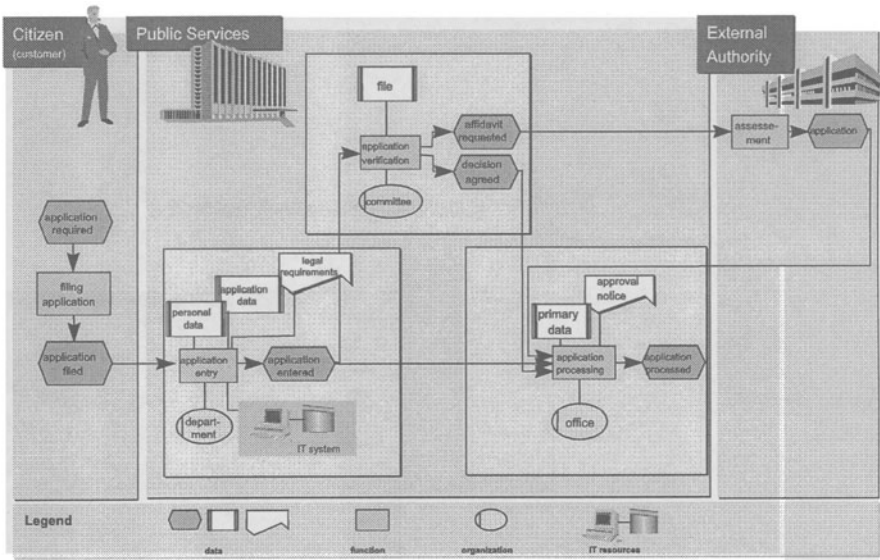 Citizen
(customer)
Public Services
External
Authority
file
application
verification
committee
affidavit
requested
decision
agreed
assesse-
ment
application
application
required
filing
application
application
filed
legal
requirements
application
data
personal
data
application
entry
application
entered
depart-
ment
IT system
approval
notice
primary
data
application
processing
application
processed
office
Legend
data
function
organization
IT resources